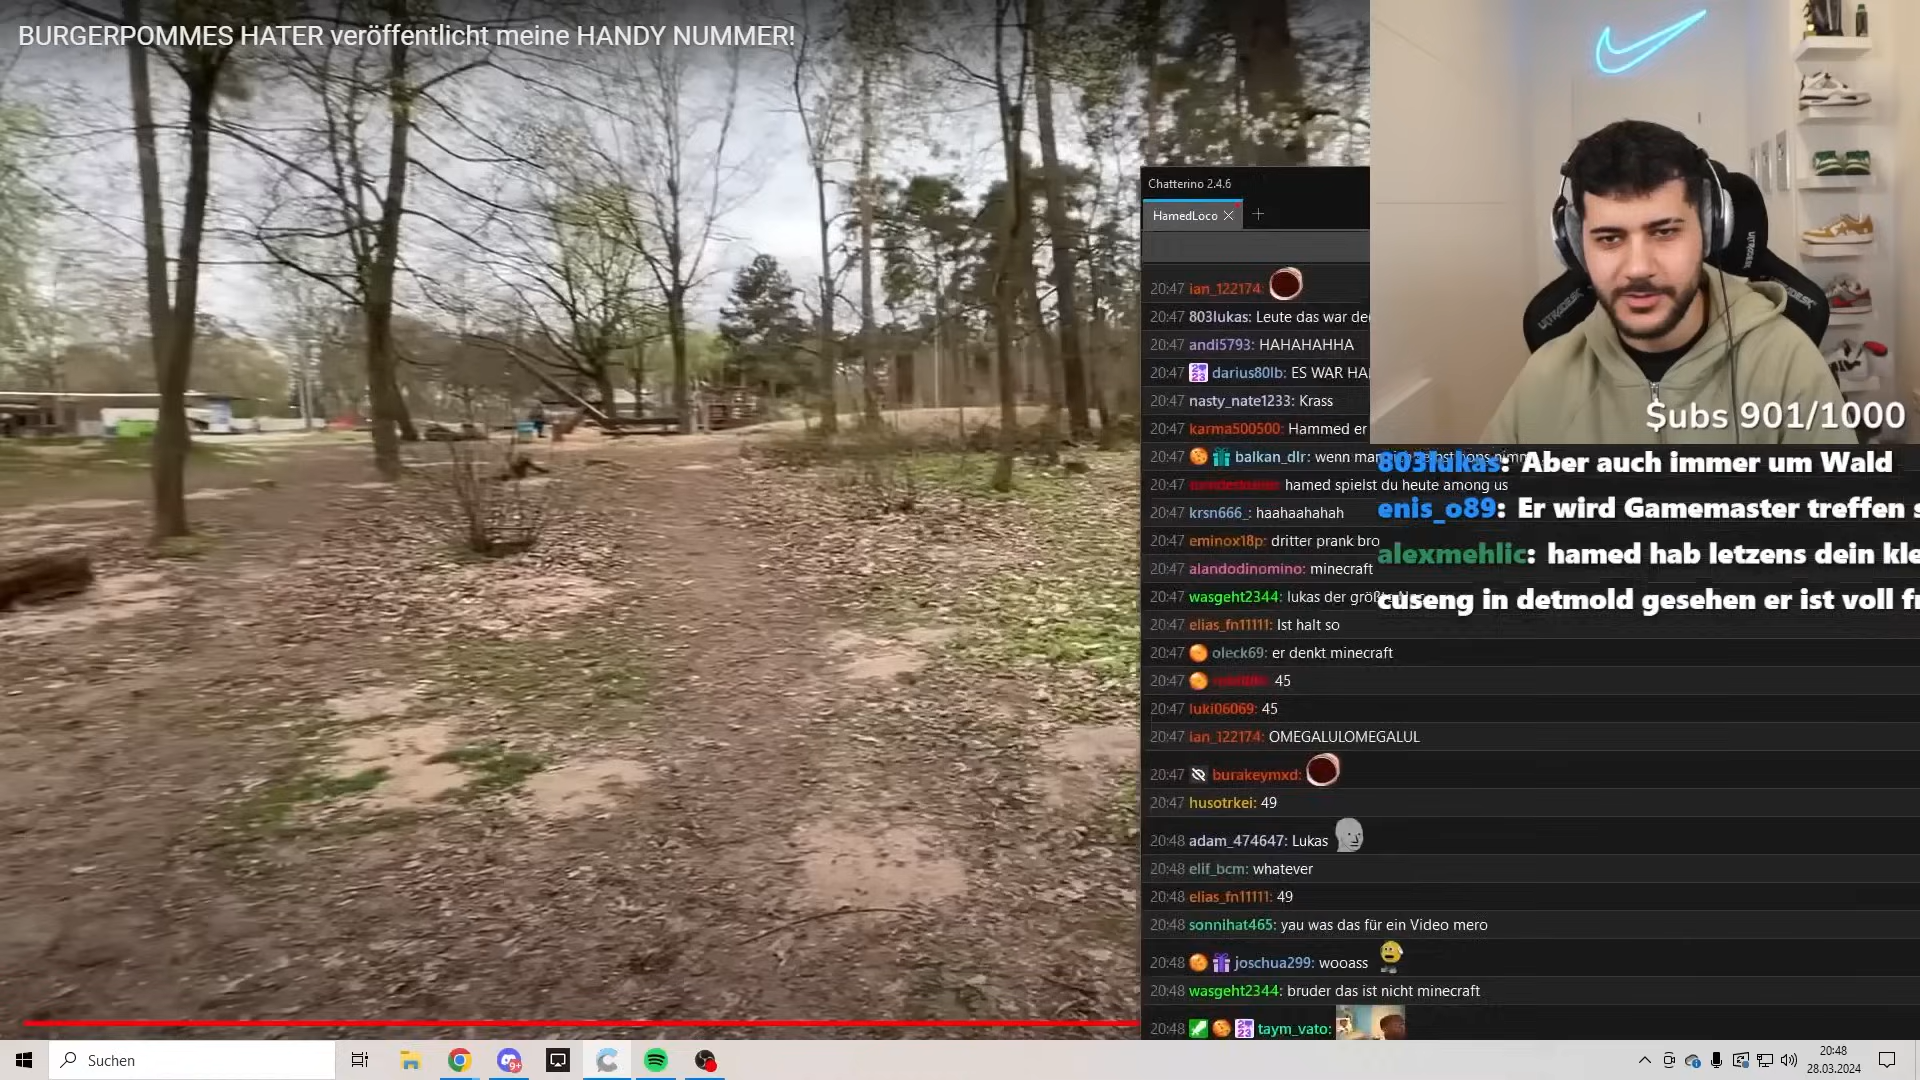 BURGERPOMMES HATER veröffentlicht meine HANDY NUMMER!
Chatterino 2.4.6
HamedLoco
20:47 ian_122174:
20:47 803lukas: Leute das war
20:47 andi5793: HAHAHAHHA
20:47 darius80lb: ES WAR
20:47 nasty_nate1233: Krass
20:47 karma500500: Hammed er
20:47 balkan_dlr: wenn
20:47 hamed spielst du heute among us
20:47 krsn666_: haahaahahah
20:47 eminox18p: dritter prank bro
20:47 alandodinomino: minecraft
20:47 wasgeht2344: lukas der
20:47 elias_fn11111: Ist halt so
20:47 oleck69: er denkt minecraft
20:47 45
20:47 luki06069: 45
20:47 ian_122174: OMEGALULOMEGALUL
20:47 burakeymxd:
20:47 husotrkei: 49
20:48 adam_474647: Lukas
20:48 elif_bcm: whatever
20:48 elias_fn11111: 49
20:48 sonnihat465: yau was das für ein Video mero
20:48 joschua299: wooass
20:48 wasgeht2344: bruder das ist nicht minecraft
20:48 taym_vato:
$ubs 901/1000
803lukas: Aber auch immer um Wald
enis_o89: Er wird Gamemaster treffen s
alexmehlic: hamed hab letzens dein kle
cuseng in detmold gesehen er ist voll fr
Suchen
9+
20:48
28.03.2024